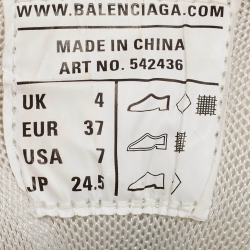 WWW.BALENCIAGA.COM
MADE IN CHINA
ART NO. 542436
UK 4
EUR 37
USA 7
JP 24.5